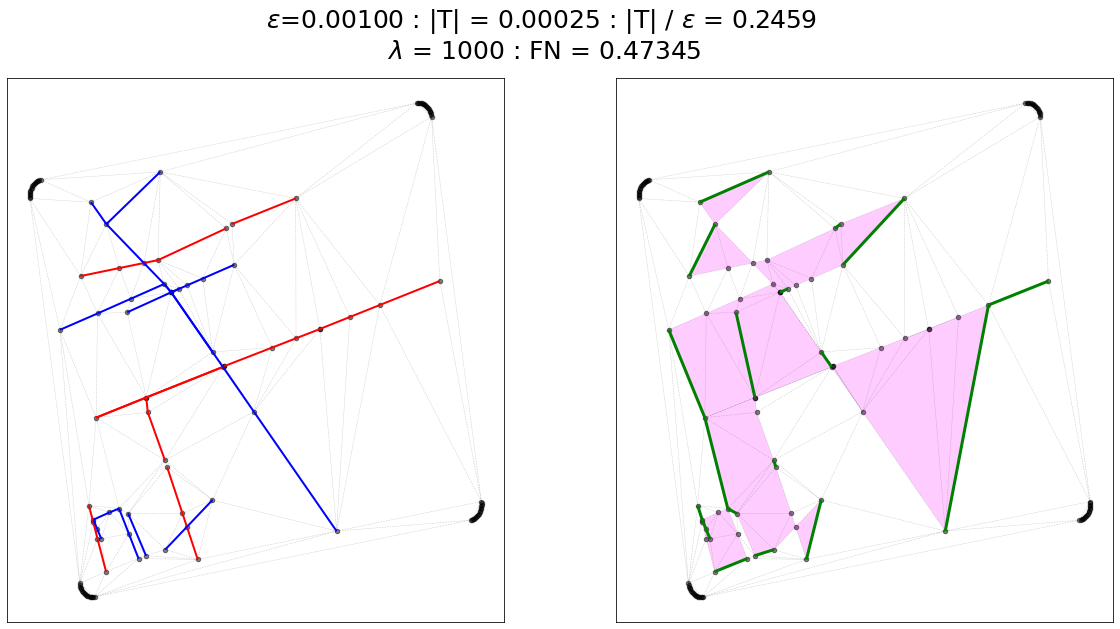 ε=0.00100 : |T| = 0.00025 : |T| / ε = 0.2459
λ = 1000 : FN = 0.47345